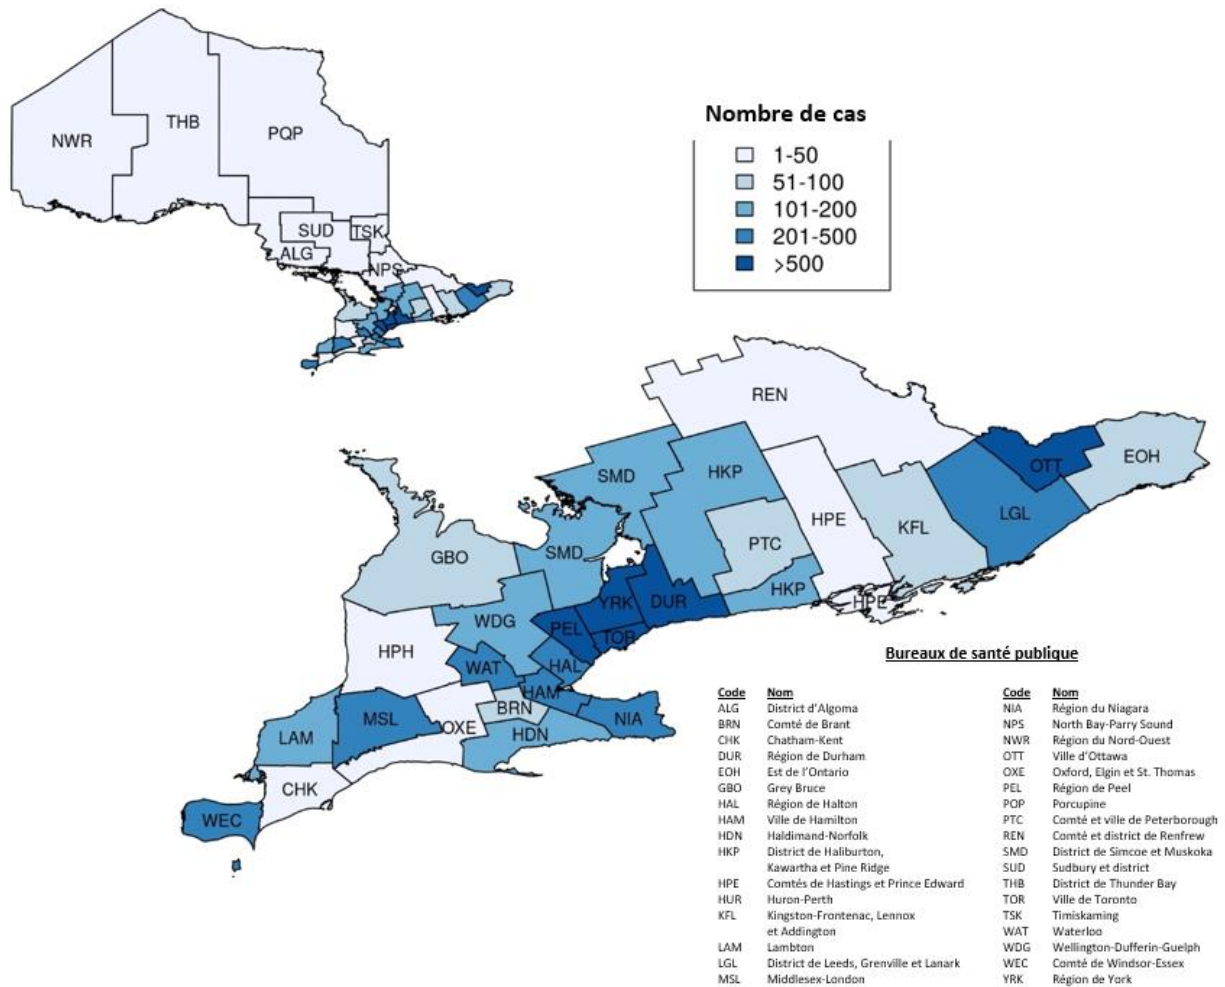 NWR
THB
PQP
SUD
TSK
ALG
NPS
Nombre de cas
1-50
51-100
101-200
201-500
>500
REN
SMD
HKP
OTT
EOH
HPE
KFL
LGL
PTC
GBO
SMD
HKP
HPE
YRK
DUR
WDG
PEL
TOR
HPH
WAT
HAL
HAM
BRN
MSL
OXE
HDN
NIA
LAM
CHK
WEC
Bureaux de santé publique
Code Nom
ALG District d'Algoma
BRN Comté de Brant
CHK Chatham-Kent
DUR Région de Durham
EOH Est de l'Ontario
GBO Grey Bruce
HAL Région de Halton
HAM Ville de Hamilton
HDN Haldimand-Norfolk
HKP District de Haliburton,
Kawartha et Pine Ridge
HPE Comtés de Hastings et Prince Edward
HUR Huron-Perth
KFL Kingston-Frontenac, Lennox
et Addington
LAM Lambton
LGL District de Leeds, Grenville et Lanark
MSL Middlesex-London
Code Nom
NIA Région du Niagara
NPS North Bay-Parry Sound
NWR Région du Nord-Ouest
OTT Ville d'Ottawa
OXE Oxford, Elgin et St. Thomas
PEL Région de Peel
POP Porcupine
PTC Comté et ville de Peterborough
REN Comté et district de Renfrew
SMD District de Simcoe et Muskoka
SUD Sudbury et district
THB District de Thunder Bay
TOR Ville de Toronto
TSK Timiskaming
WAT Waterloo
WDG Wellington-Dufferin-Guelph
WEC Comté de Windsor-Essex
YRK Région de York